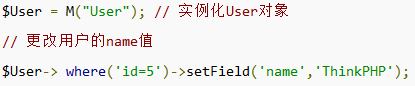 $User = M("User"); // 实例化User对象
// 更改用户的name值
$User-> where('id=5')->setField('name','ThinkPHP');